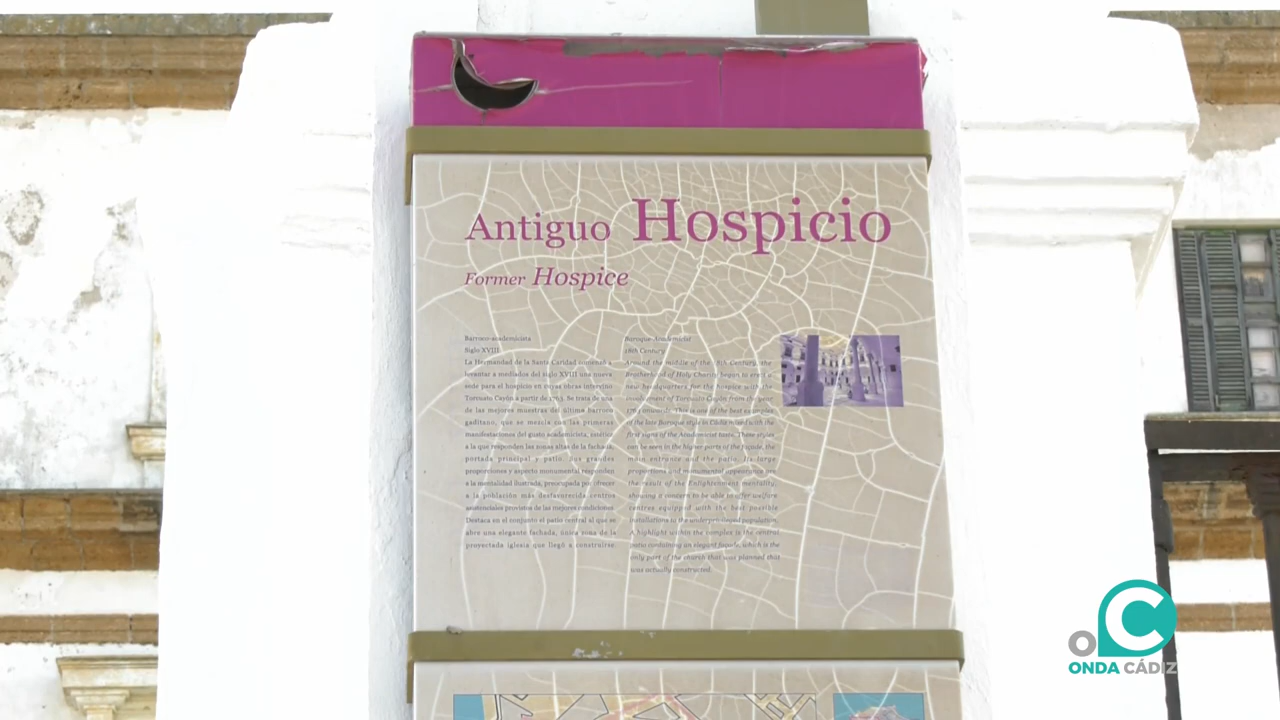 Antiguo Hospicio
Former Hospice
Barroco-academicista
Siglo XVIII
La Hermandad de la Santa Caridad comenzó a
levantar a mediados del siglo XVIII una nueva
sede para el hospicio en cuyas obras intervino
Torcuato Cayón a partir de 1763. Se trata de una
de las mejores muestras del último barroco
gaditano, que se mezcla con las primeras
manifestaciones del gusto academicista, estético
a la que responden las zonas altas de la fachada,
portada principal y patio. Sus grandes
proporciones y aspecto monumental responden
a la mentalidad ilustrada, preocupada por ofrecer
a la población más desfavorecida centros
asistenciales provistos de las mejores condiciones.
Destaca en el conjunto el patio central al que se
abre una elegante fachada, única zona de la
proyectada iglesia que llegó a construirse.
Baroque-Academicist
18th Century
Around the middle of the 18th Century, the
Brotherhood of Holy Charity began to erect a
new headquarters for the hospice with the
involvement of Torcuato Cayón from the year
1763 onwards. This is one of the best examples
of the late Baroque style in Cádiz mixed with the
first signs of the Academicist taste. These styles
can be seen in the higher parts of the façade, the
main entrance and the patio. Its large
proportions and monumental appearance are
the result of the Enlightenment mentality,
showing a concern to be able to offer welfare
centres equipped with the best possible
installations to the underprivileged population.
A highlight within the complex is the central
patio containing an elegant façade, which is the
only part of the church that was planned that
was actually constructed.
OC
ONDA CÁDIZ